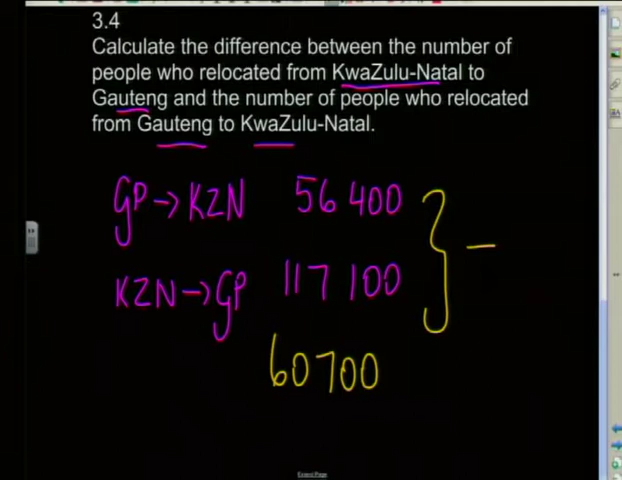 3.4
Calculate the difference between the number of
people who relocated from KwaZulu-Natal to
Gauteng and the number of people who relocated
from Gauteng to KwaZulu-Natal.
GP → KZN 56 400
KZN → GP 117 100
60700
Extend Page